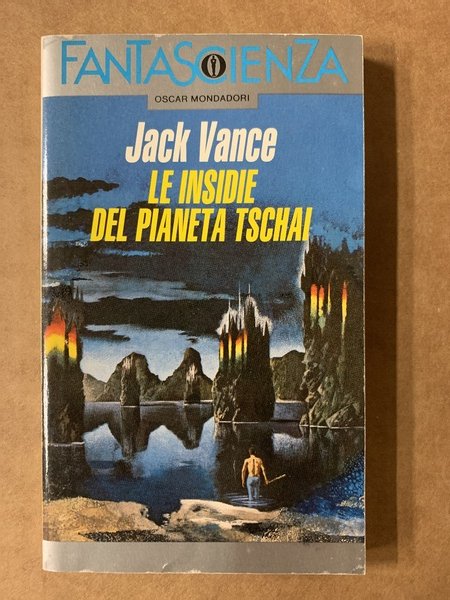 FANTASCIENZA
OSCAR MONDADORI
Jack Vance
LE INSIDIE
DEL PIANETA TSCHAI